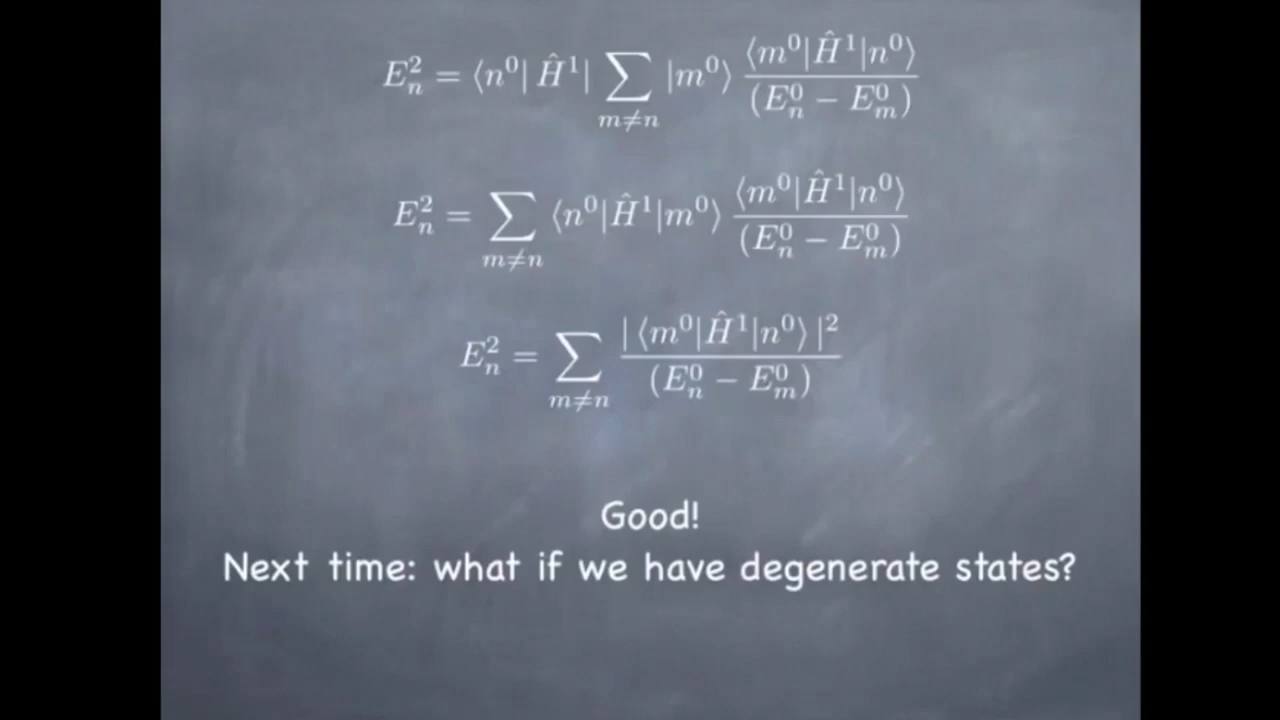 $E_n^2 = \langle n^0 | \hat{H}^1 | \sum_{m \neq n} | m^0 \rangle \frac{\langle m^0 | \hat{H}^1 | n^0 \rangle}{(E_n^0 - E_m^0)}$
$E_n^2 = \sum_{m \neq n} \langle n^0 | \hat{H}^1 | m^0 \rangle \frac{\langle m^0 | \hat{H}^1 | n^0 \rangle}{(E_n^0 - E_m^0)}$
$E_n^2 = \sum_{m \neq n} \frac{| \langle m^0 | \hat{H}^1 | n^0 \rangle |^2}{(E_n^0 - E_m^0)}$
Good!
Next time: what if we have degenerate states?